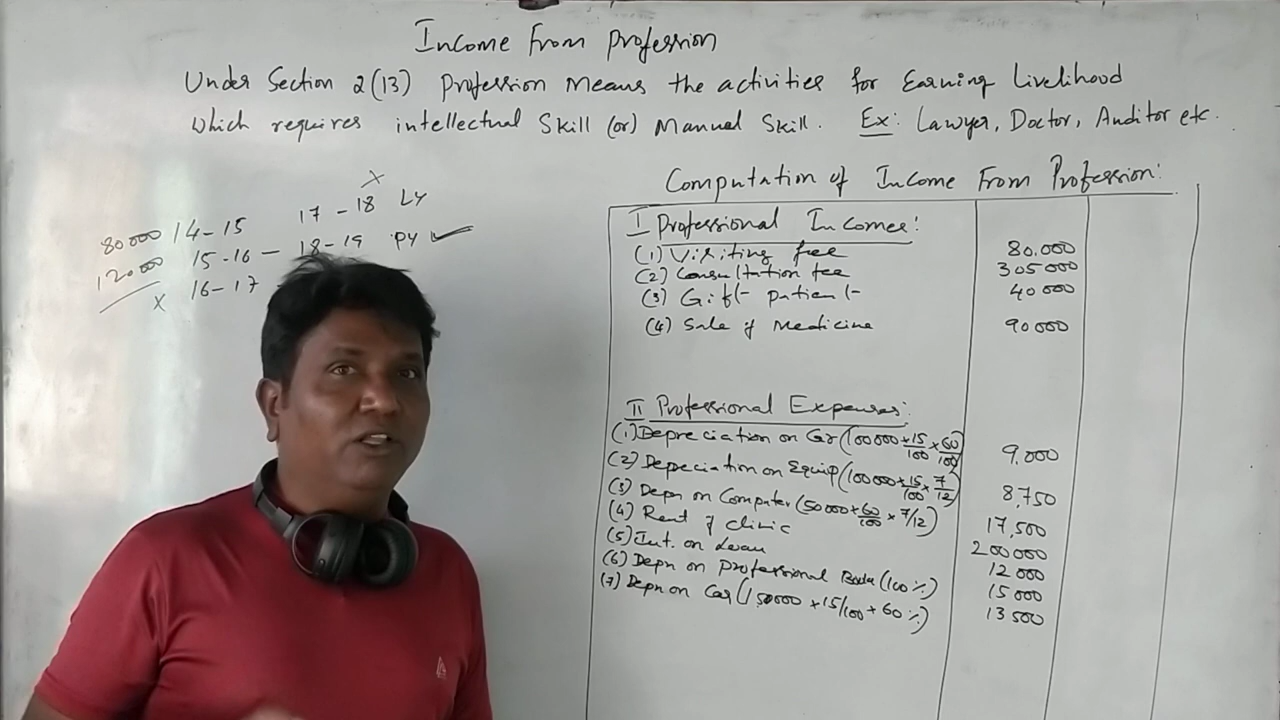 Income From Profession
Under Section 2(13) Profession Means the activities for Earning Livelihood
Which requires intellectual Skill (or) Manual Skill. Ex: Lawyer, Doctor, Auditor etc.
X
80000 14-15 17-18 LY
120000 15-16 - 18-19 PY ✓
X 16-17
Computation of Income From Profession:
I Professional Incomes:
(1) Visiting fee 80,000
(2) Consultation fee 305000
(3) Gift - patient - 40000
(4) Sale of Medicine 90000
II Professional Expenses:
(1) Depreciation on Car (100000 × 15/100 × 60/100) 9,000
(2) Depeciation on Equip (100000 × 15/100 × 7/12) 8,750
(3) Depn on Computer (50000 × 60/100 × 7/12) 17,500
(4) Rent of clinic 200000
(5) Int. on Loan 12000
(6) Depn on Professional Books (100%) 15000
(7) Depn on Car (150000 × 15/100 × 60%) 13500